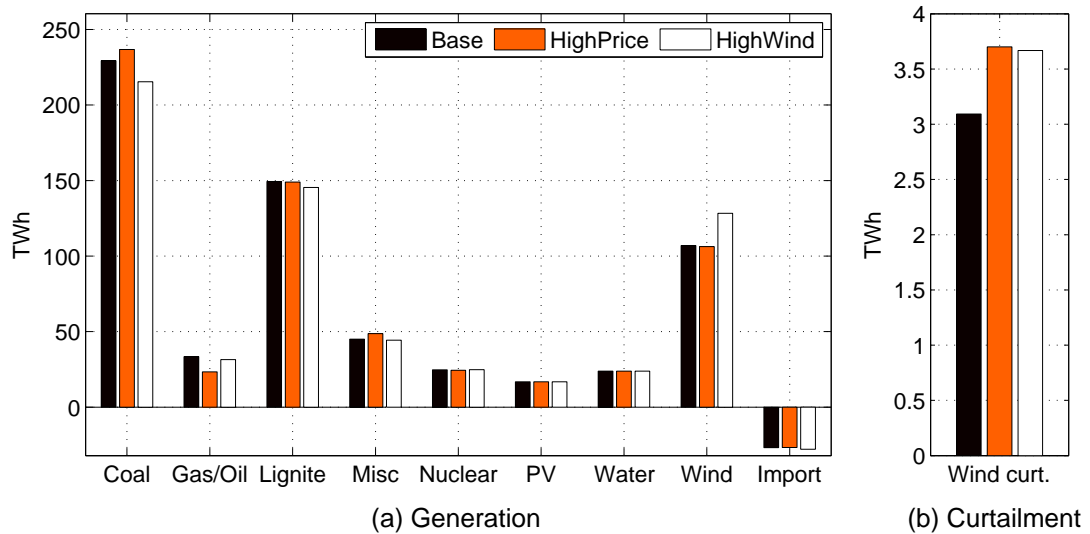 250
200
150
100
50
0
TWh
Base HighPrice HighWind
Coal Gas/Oil Lignite Misc Nuclear PV Water Wind Import
(a) Generation
4
3.5
3
2.5
2
1.5
1
0.5
0
TWh
Wind curt.
(b) Curtailment